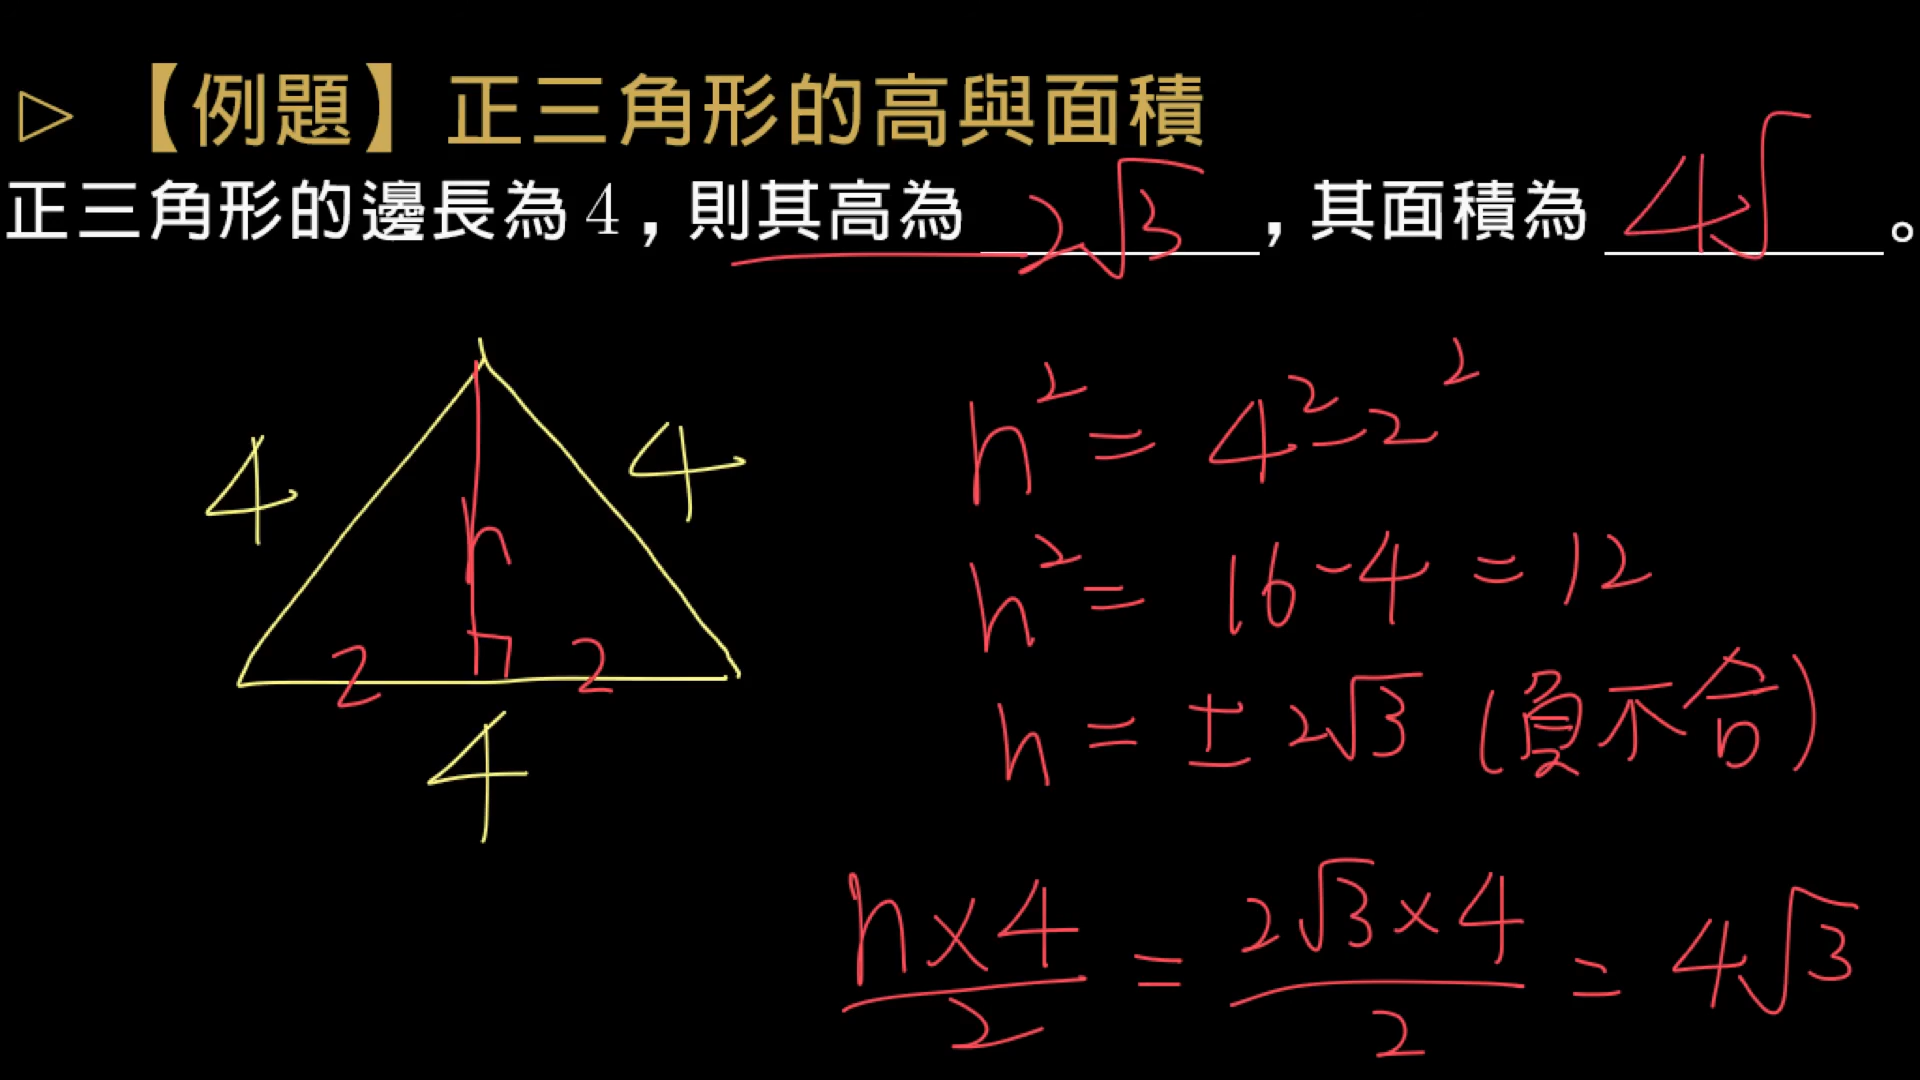 ▷【例題】正三角形的高與面積
正三角形的邊長為 4，則其高為 2√3，其面積為 4√。
4
4
h
2
2
4
h² = 4² - 2²
h² = 16 - 4 = 12
h = ± 2√3 (負不合)
h×4/2 = 2√3×4/2 = 4√3